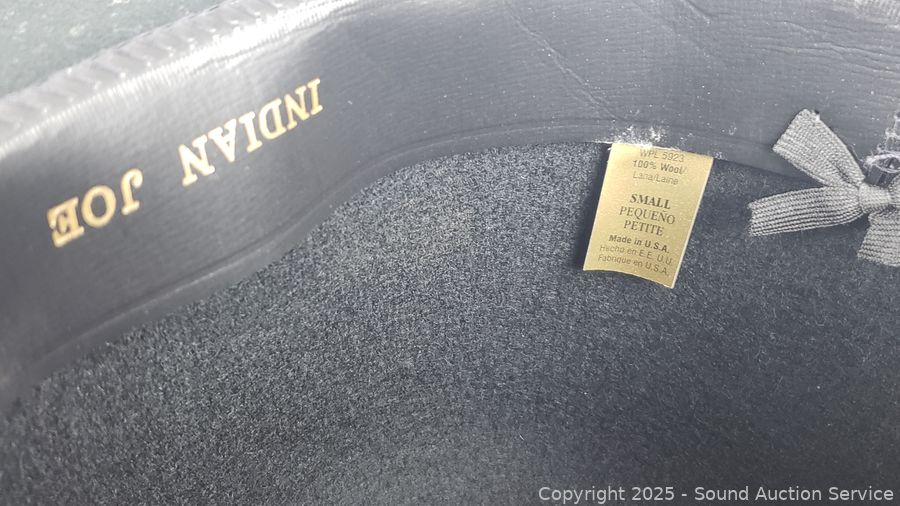 INDIAN JOE
WPL 5923
100% Wool/
Lana/Laine
SMALL
PEQUEÑO
PETITE
Made in U.S.A.
Hecho en E.E. U.U.
Fabrique en U.S.A.
Copyright © 2025 - Sound Auction Service